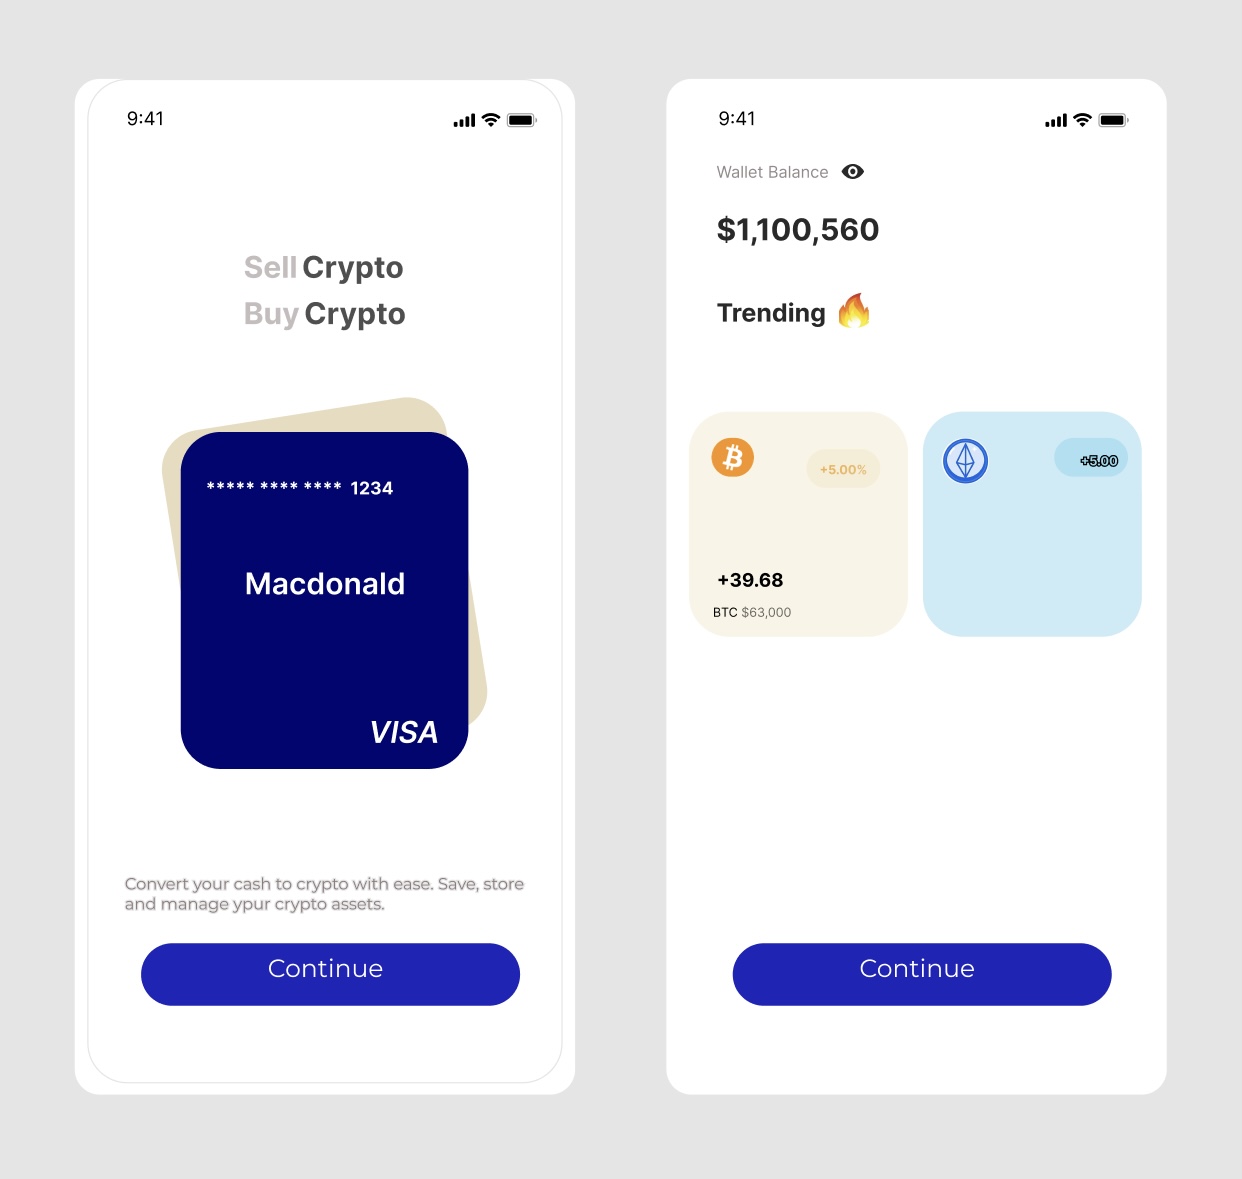 9:41
Sell Crypto
Buy Crypto
***** **** **** 1234
Macdonald
VISA
Convert your cash to crypto with ease. Save, store
and manage ypur crypto assets.
Continue
9:41
Wallet Balance
$1,100,560
Trending 🔥
+5.00%
+39.68
BTC $63,000
+5.00
Continue